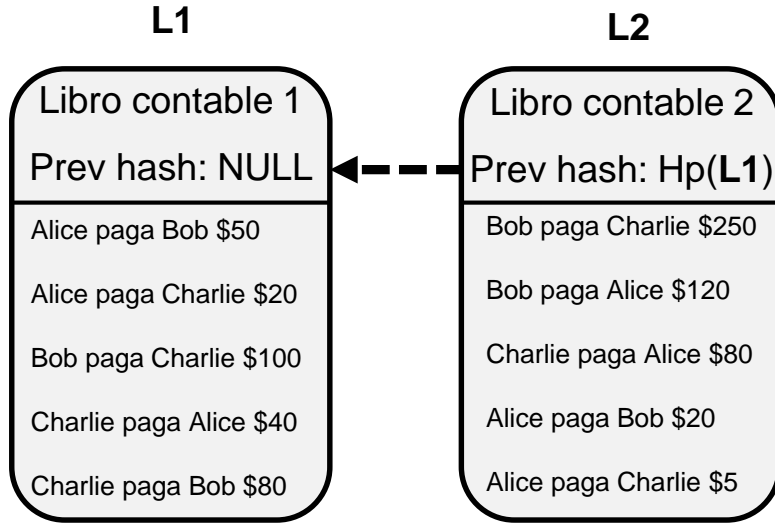 L1
Libro contable 1
Prev hash: NULL
Alice paga Bob $50
Alice paga Charlie $20
Bob paga Charlie $100
Charlie paga Alice $40
Charlie paga Bob $80
L2
Libro contable 2
Prev hash: Hp(L1)
Bob paga Charlie $250
Bob paga Alice $120
Charlie paga Alice $80
Alice paga Bob $20
Alice paga Charlie $5